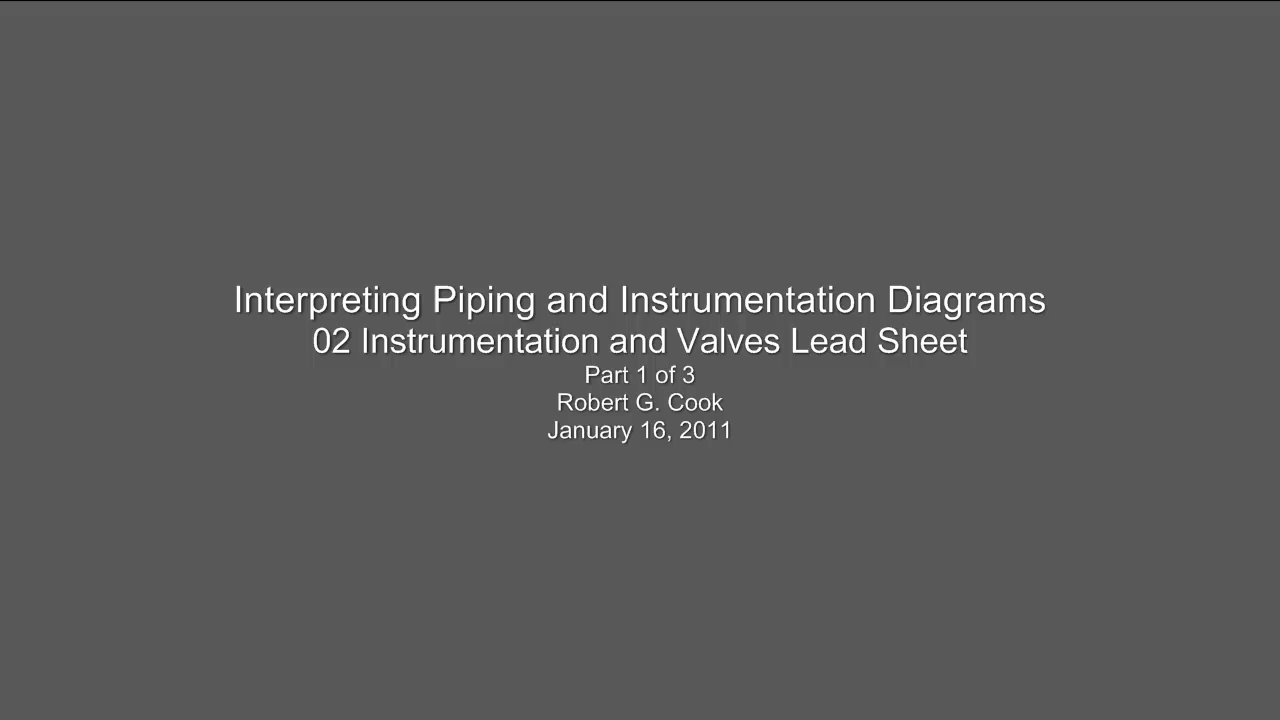 Interpreting Piping and Instrumentation Diagrams
02 Instrumentation and Valves Lead Sheet
Part 1 of 3
Robert G. Cook
January 16, 2011